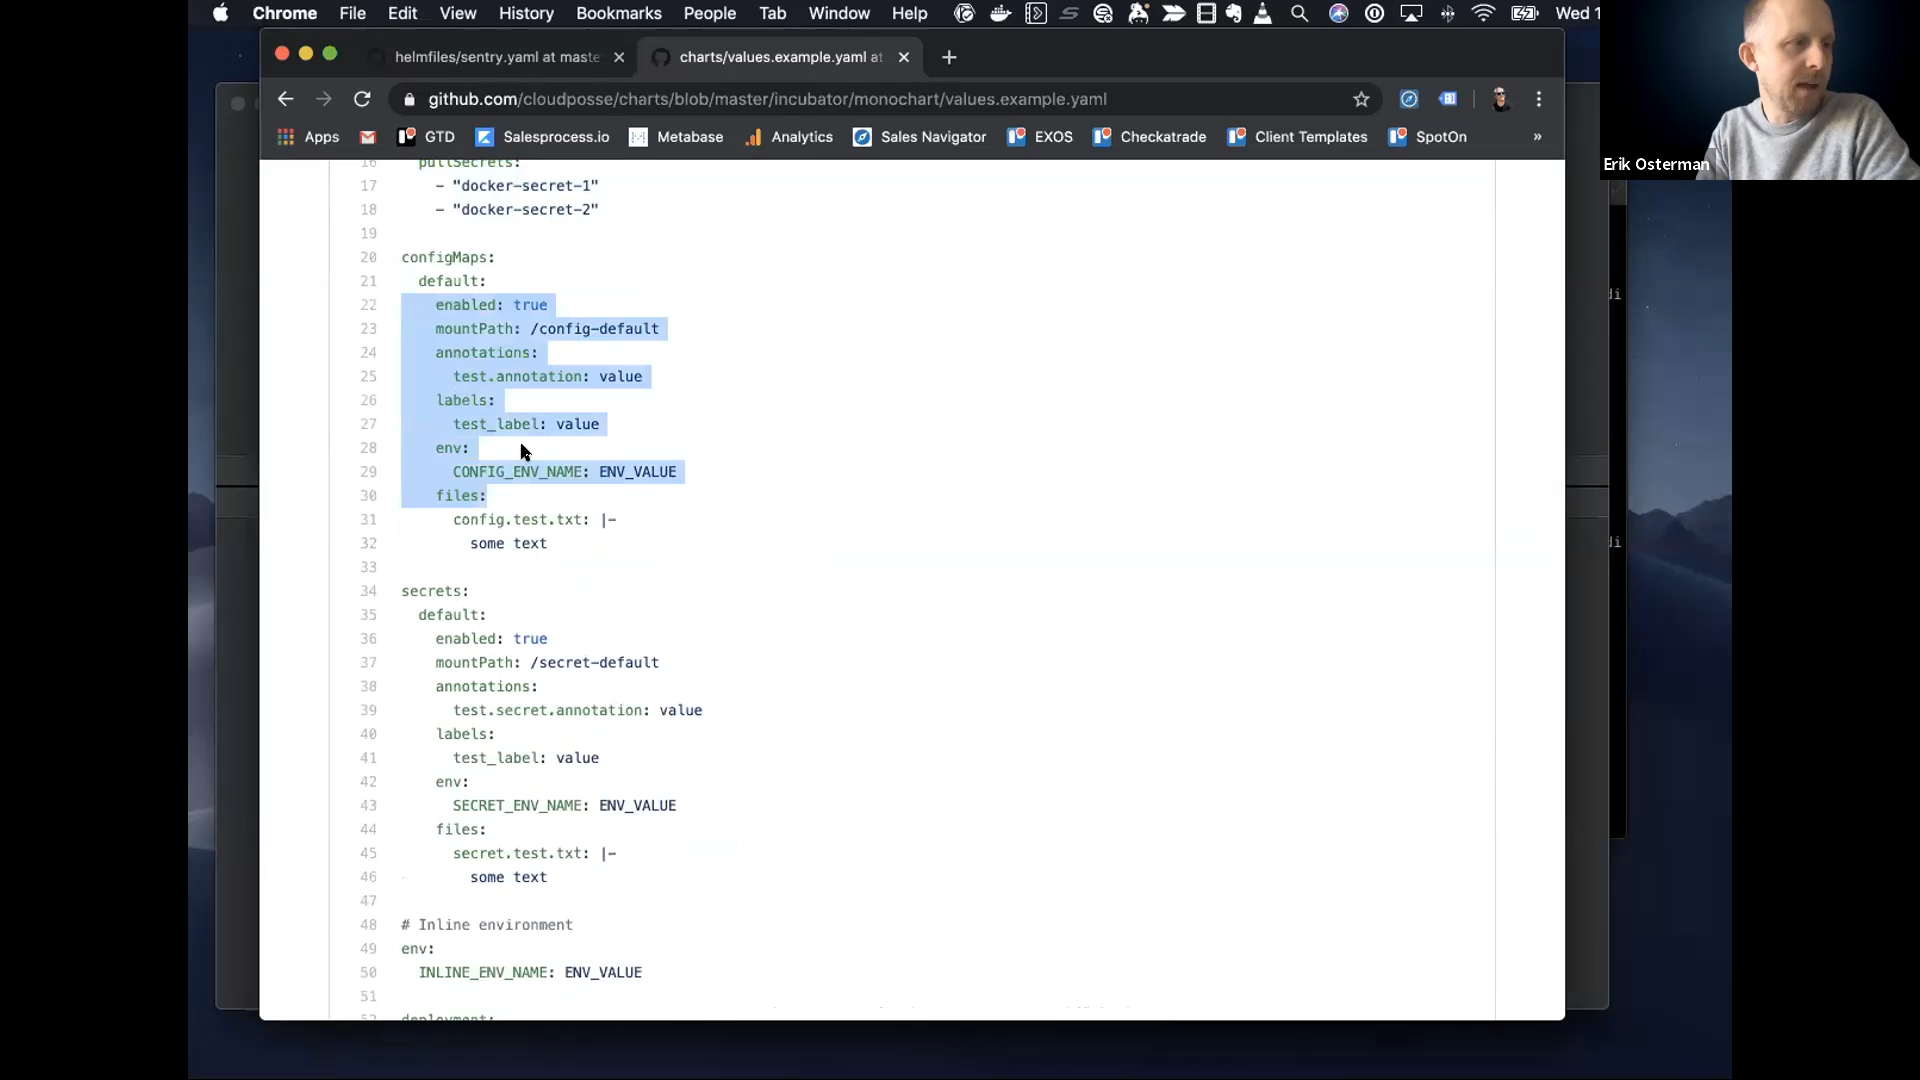 Chrome File Edit View History Bookmarks People Tab Window Help Wed 1
helmfiles/sentry.yaml at maste
charts/values.example.yaml at
github.com/cloudposse/charts/blob/master/incubator/monochart/values.example.yaml
Apps GTD Salesprocess.io Metabase Analytics Sales Navigator EXOS Checkatrade Client Templates SpotOn »
Erik Osterman
16 pullSecrets:
17 - "docker-secret-1"
18 - "docker-secret-2"
19
20 configMaps:
21 default:
22 enabled: true
23 mountPath: /config-default
24 annotations:
25 test.annotation: value
26 labels:
27 test_label: value
28 env:
29 CONFIG_ENV_NAME: ENV_VALUE
30 files:
31 config.test.txt: |-
32 some text
33
34 secrets:
35 default:
36 enabled: true
37 mountPath: /secret-default
38 annotations:
39 test.secret.annotation: value
40 labels:
41 test_label: value
42 env:
43 SECRET_ENV_NAME: ENV_VALUE
44 files:
45 secret.test.txt: |-
46 some text
47
48 # Inline environment
49 env:
50 INLINE_ENV_NAME: ENV_VALUE
51
52 deployment: